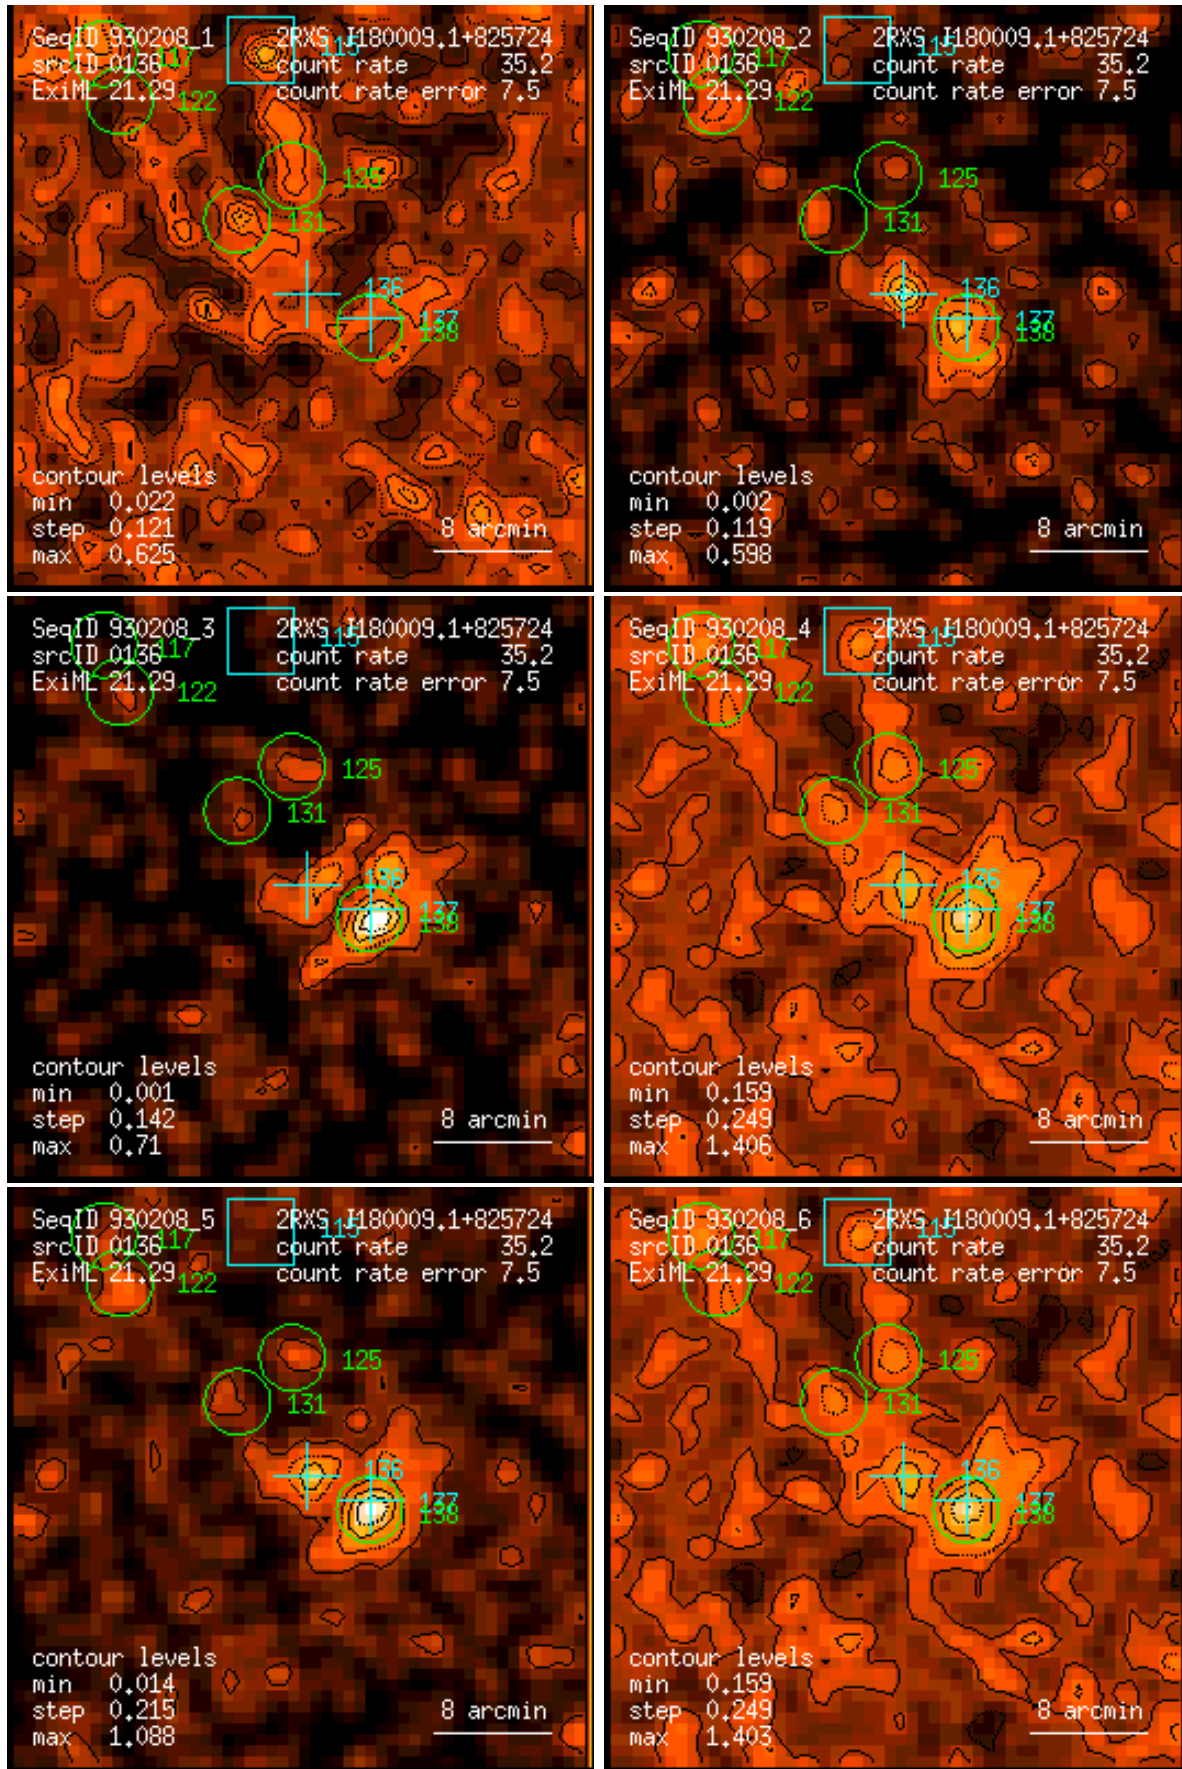 SeqID 930208_1 2RXS J180009.1+825724
srcID 0136 117 115 count rate 35.2
ExiML 21.29 122 count rate error 7.5
125
131
136
137
138
contour levels
min 0.022
step 0.121 8 arcmin
max 0.625
SeqID 930208_2 2RXS J180009.1+825724
srcID 0136 117 115 count rate 35.2
ExiML 21.29 122 count rate error 7.5
125
131
136
137
138
contour levels
min 0.002
step 0.119 8 arcmin
max 0.598
SeqID 930208_3 2RXS J180009.1+825724
srcID 0136 117 115 count rate 35.2
ExiML 21.29 122 count rate error 7.5
125
131
136
137
138
contour levels
min 0.001
step 0.142 8 arcmin
max 0.71
SeqID 930208_4 2RXS J180009.1+825724
srcID 0136 117 115 count rate 35.2
ExiML 21.29 122 count rate error 7.5
125
131
136
137
138
contour levels
min 0.159
step 0.249 8 arcmin
max 1.406
SeqID 930208_5 2RXS J180009.1+825724
srcID 0136 117 115 count rate 35.2
ExiML 21.29 122 count rate error 7.5
125
131
136
137
138
contour levels
min 0.014
step 0.215 8 arcmin
max 1.088
SeqID 930208_6 2RXS J180009.1+825724
srcID 0136 117 115 count rate 35.2
ExiML 21.29 122 count rate error 7.5
125
131
136
137
138
contour levels
min 0.159
step 0.249 8 arcmin
max 1.403